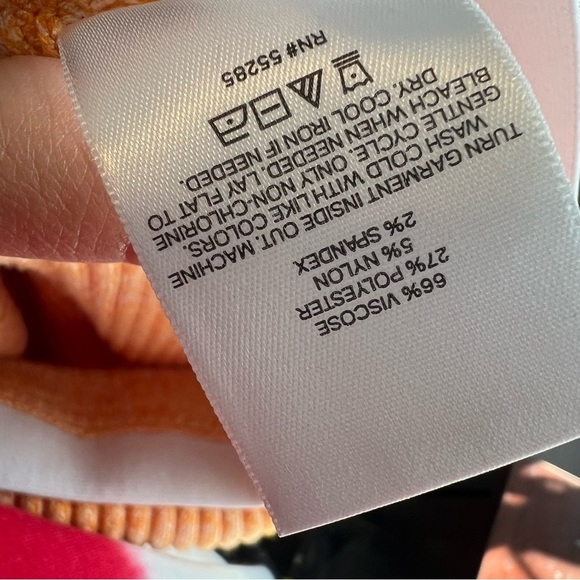 66% VISCOSE
27% POLYESTER
5% NYLON
2% SPANDEX
TURN GARMENT INSIDE OUT. MACHINE
WASH COLD WITH LIKE COLORS.
GENTLE CYCLE. ONLY NON-CHLORINE
BLEACH WHEN NEEDED. LAY FLAT TO
DRY. COOL IRON IF NEEDED.
RN# 55285